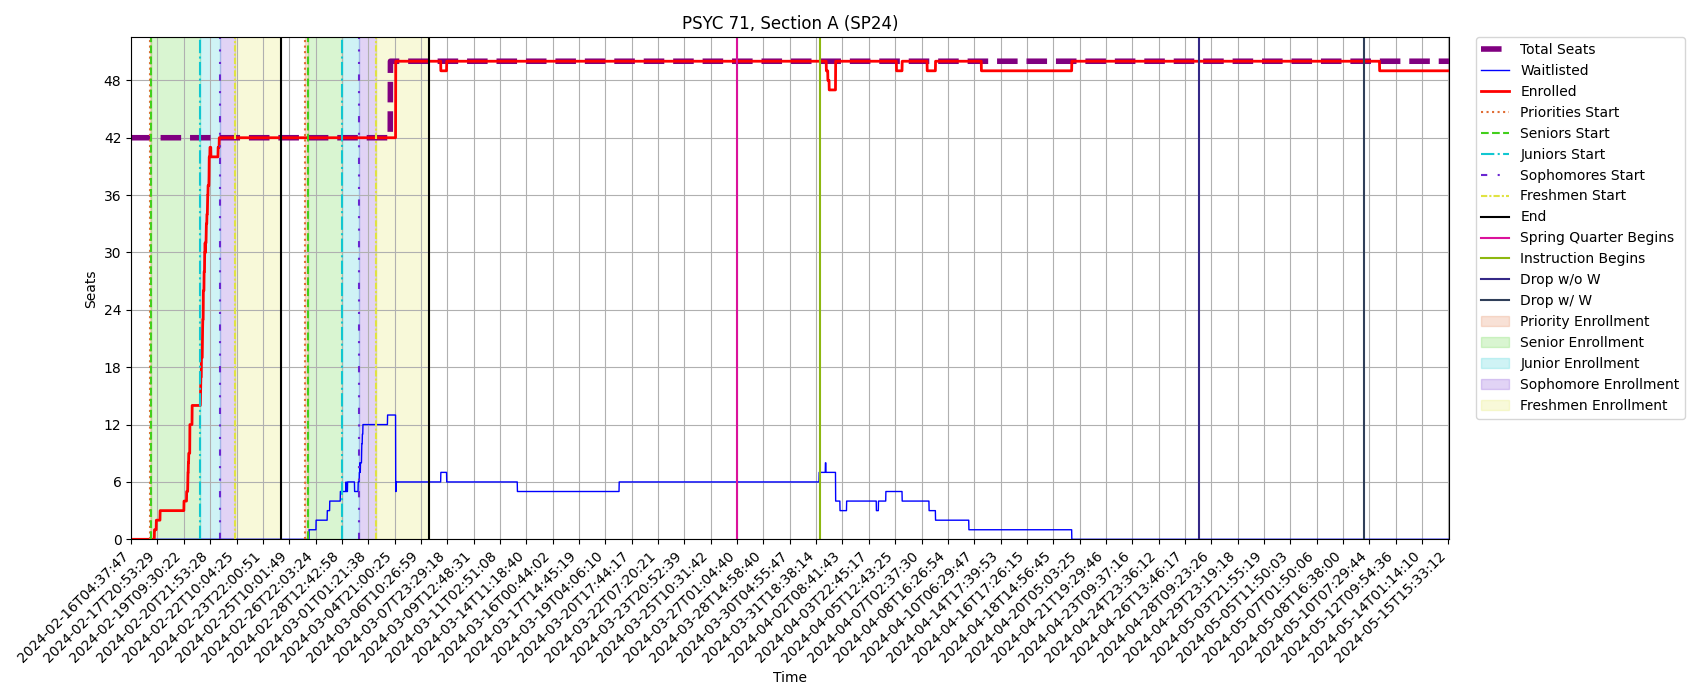 PSYC 71, Section A (SP24)
Seats
48
42
36
30
24
18
12
6
0
2024-02-16T04:37:47
2024-02-17T20:53:29
2024-02-19T09:30:22
2024-02-20T21:53:28
2024-02-22T10:04:25
2024-02-23T22:00:51
2024-02-25T10:01:49
2024-02-26T22:03:24
2024-02-28T12:42:58
2024-03-01T01:21:38
2024-03-04T21:00:25
2024-03-06T10:26:59
2024-03-07T23:29:18
2024-03-11T02:48:31
2024-03-11T02:51:08
2024-03-14T11:18:40
2024-03-16T00:44:02
2024-03-17T14:45:19
2024-03-19T04:06:10
2024-03-20T17:44:17
2024-03-22T07:20:21
2024-03-23T20:52:39
2024-03-25T10:31:42
2024-03-27T01:04:40
2024-03-28T14:58:40
2024-03-30T04:55:47
2024-03-31T18:38:14
2024-04-02T08:41:43
2024-04-03T22:45:17
2024-04-05T12:43:25
2024-04-07T02:37:30
2024-04-08T16:26:54
2024-04-10T06:29:47
2024-04-14T17:39:53
2024-04-16T17:26:15
2024-04-18T14:56:45
2024-04-20T05:03:25
2024-04-21T19:29:46
2024-04-23T09:37:16
2024-04-24T23:36:12
2024-04-26T13:46:17
2024-04-28T09:23:26
2024-04-29T23:19:18
2024-05-03T21:55:19
2024-05-05T11:50:03
2024-05-07T01:50:06
2024-05-08T16:38:00
2024-05-10T07:29:44
2024-05-12T09:54:36
2024-05-14T01:14:10
2024-05-15T15:33:12
Time
Total Seats
Waitlisted
Enrolled
Priorities Start
Seniors Start
Juniors Start
Sophomores Start
Freshmen Start
End
Spring Quarter Begins
Instruction Begins
Drop w/o W
Drop w/ W
Priority Enrollment
Senior Enrollment
Junior Enrollment
Sophomore Enrollment
Freshmen Enrollment